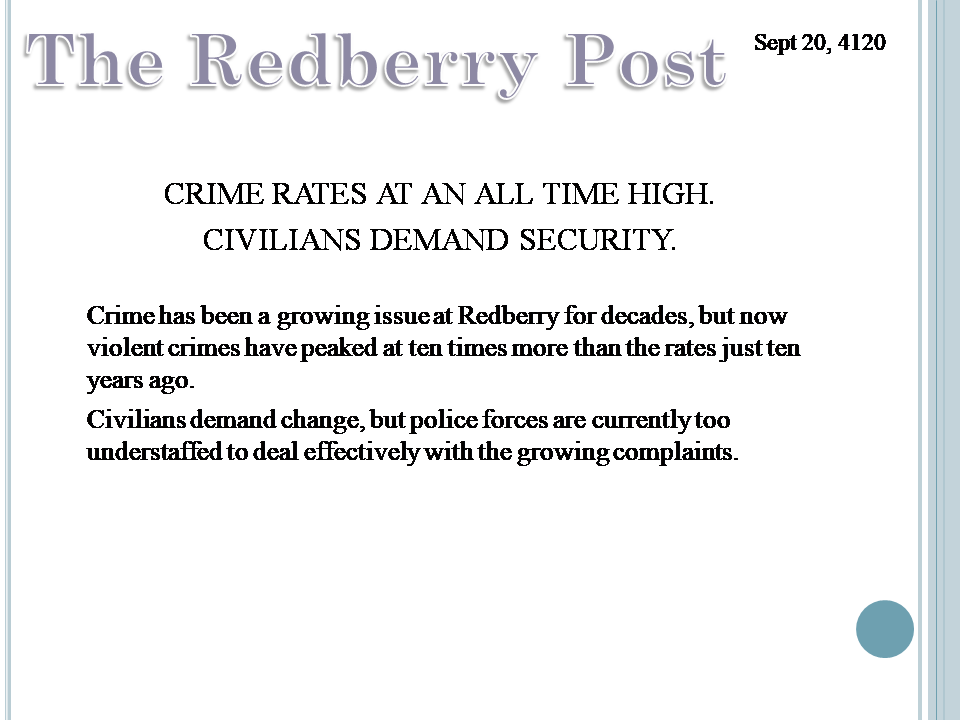 The Redberry Post
Sept 20, 4120
CRIME RATES AT AN ALL TIME HIGH.
CIVILIANS DEMAND SECURITY.
Crime has been a growing issue at Redberry for decades, but now
violent crimes have peaked at ten times more than the rates just ten
years ago.
Civilians demand change, but police forces are currently too
understaffed to deal effectively with the growing complaints.